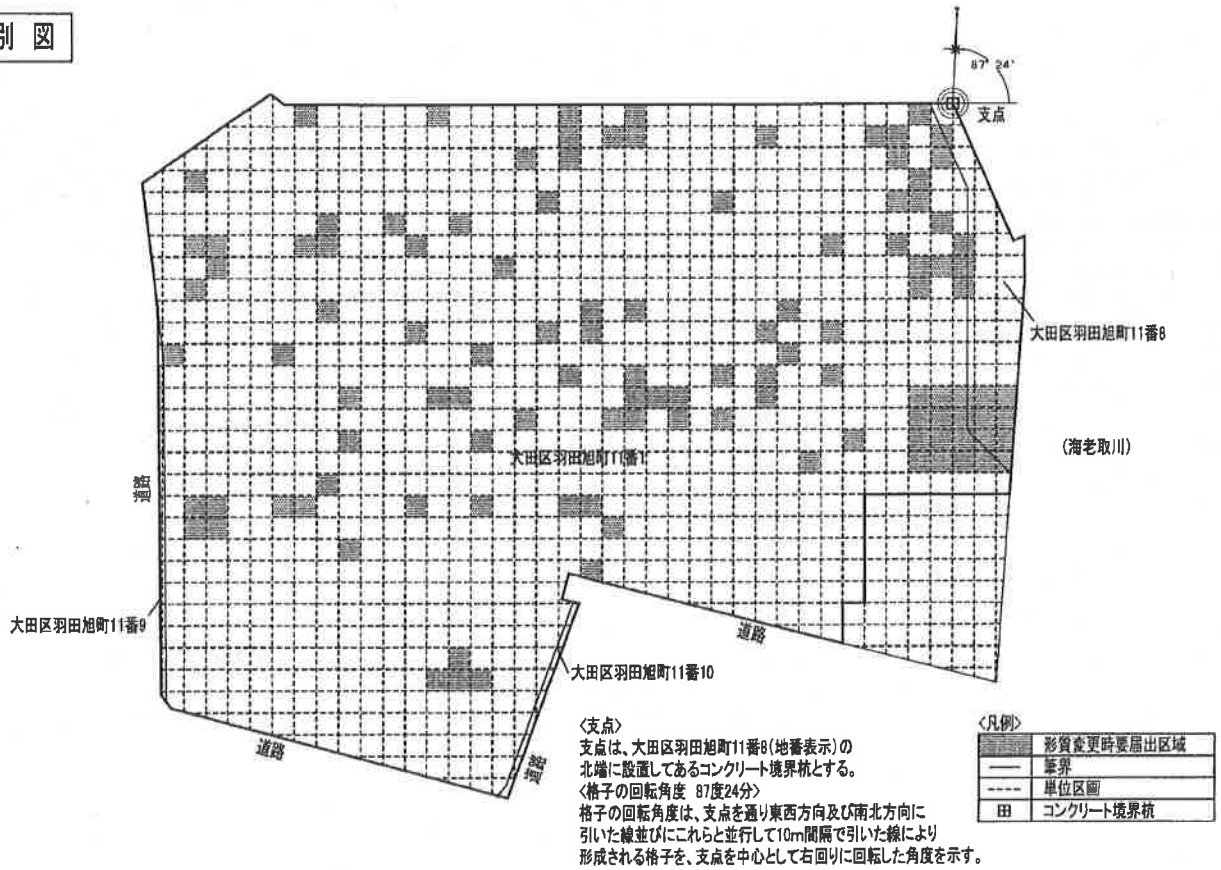 別 図
87° 24'
支点
大田区羽田旭町11番8
(海老取川)
大田区羽田旭町11番1
道路
大田区羽田旭町11番9
道路
大田区羽田旭町11番10
道路
道路
〈支点〉
支点は、大田区羽田旭町11番8(地番表示)の
北端に設置してあるコンクリート境界杭とする。
〈格子の回転角度 87度24分〉
格子の回転角度は、支点を通り東西方向及び南北方向に
引いた線並びにこれらと並行して10m間隔で引いた線により
形成される格子を、支点を中心として右回りに回転した角度を示す。
〈凡例〉
形質変更時要届出区域
筆界
単位区画
コンクリート境界杭